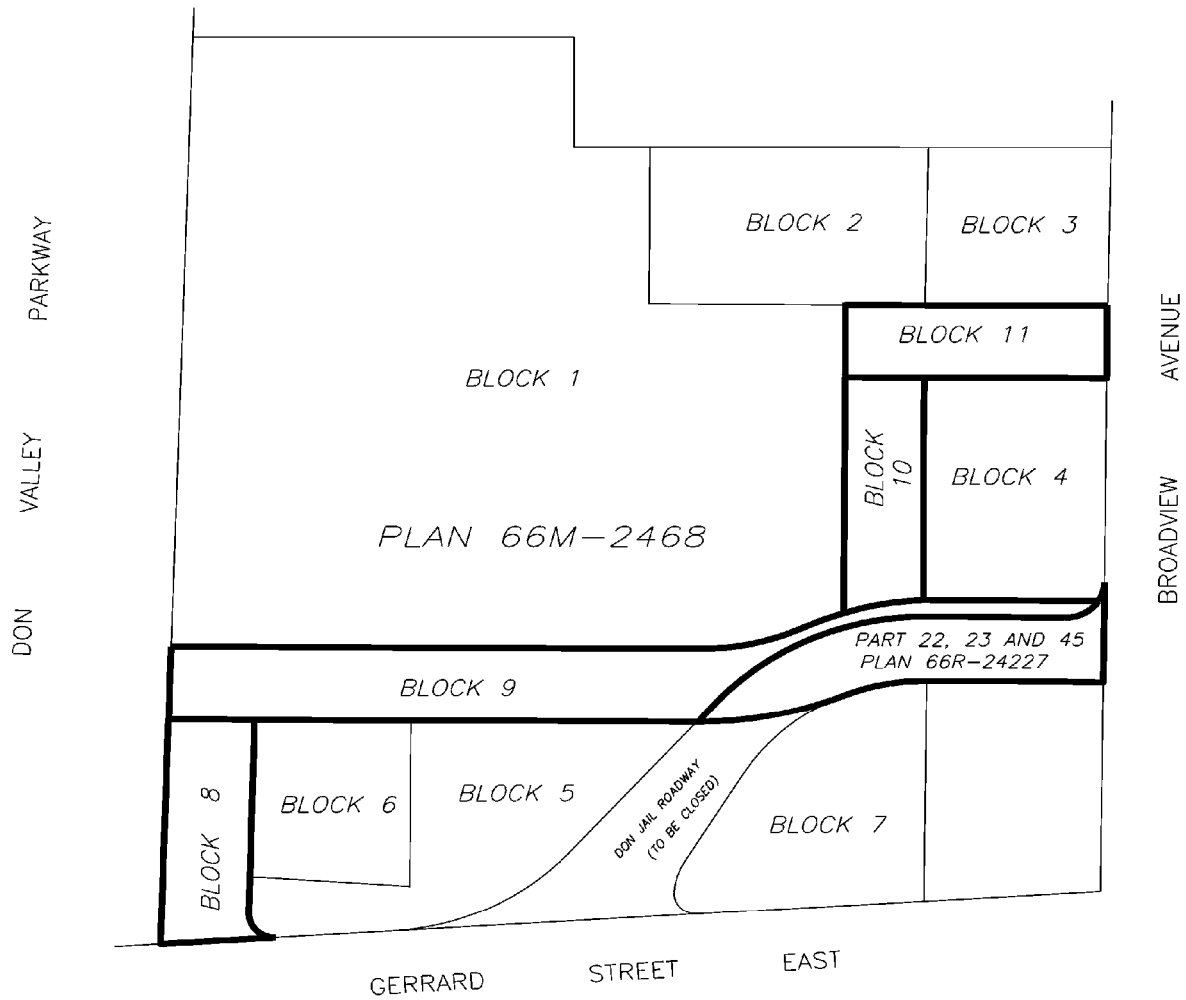 BLOCK 2
BLOCK 3
DON VALLEY PARKWAY
BLOCK 11
BLOCK 1
BROADVIEW AVENUE
BLOCK
10
BLOCK 4
PLAN 66M-2468
PART 22, 23 AND 45
PLAN 66R-24227
BLOCK 9
BLOCK 8
BLOCK 6
BLOCK 5
DON JAIL ROADWAY
(TO BE CLOSED)
BLOCK 7
GERRARD STREET EAST